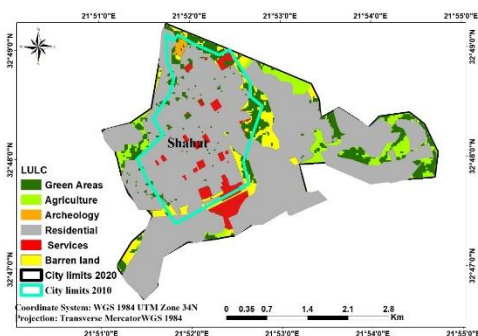 21°51'0"E 21°52'0"E 21°53'0"E 21°54'0"E 21°55'0"E
32°49'0"N 32°49'0"N
Shahat
32°48'0"N 32°48'0"N
LULC
Green Areas
Agriculture
Archeology
Residential
Services
Barren land
City limits 2020
City limits 2010
32°47'0"N 32°47'0"N
Coordinate System: WGS 1984 UTM Zone 34N
Projection: Transverse MercatorWGS 1984
0 0.35 0.7 1.4 2.1 2.8
Km
21°51'0"E 21°52'0"E 21°53'0"E 21°54'0"E 21°55'0"E